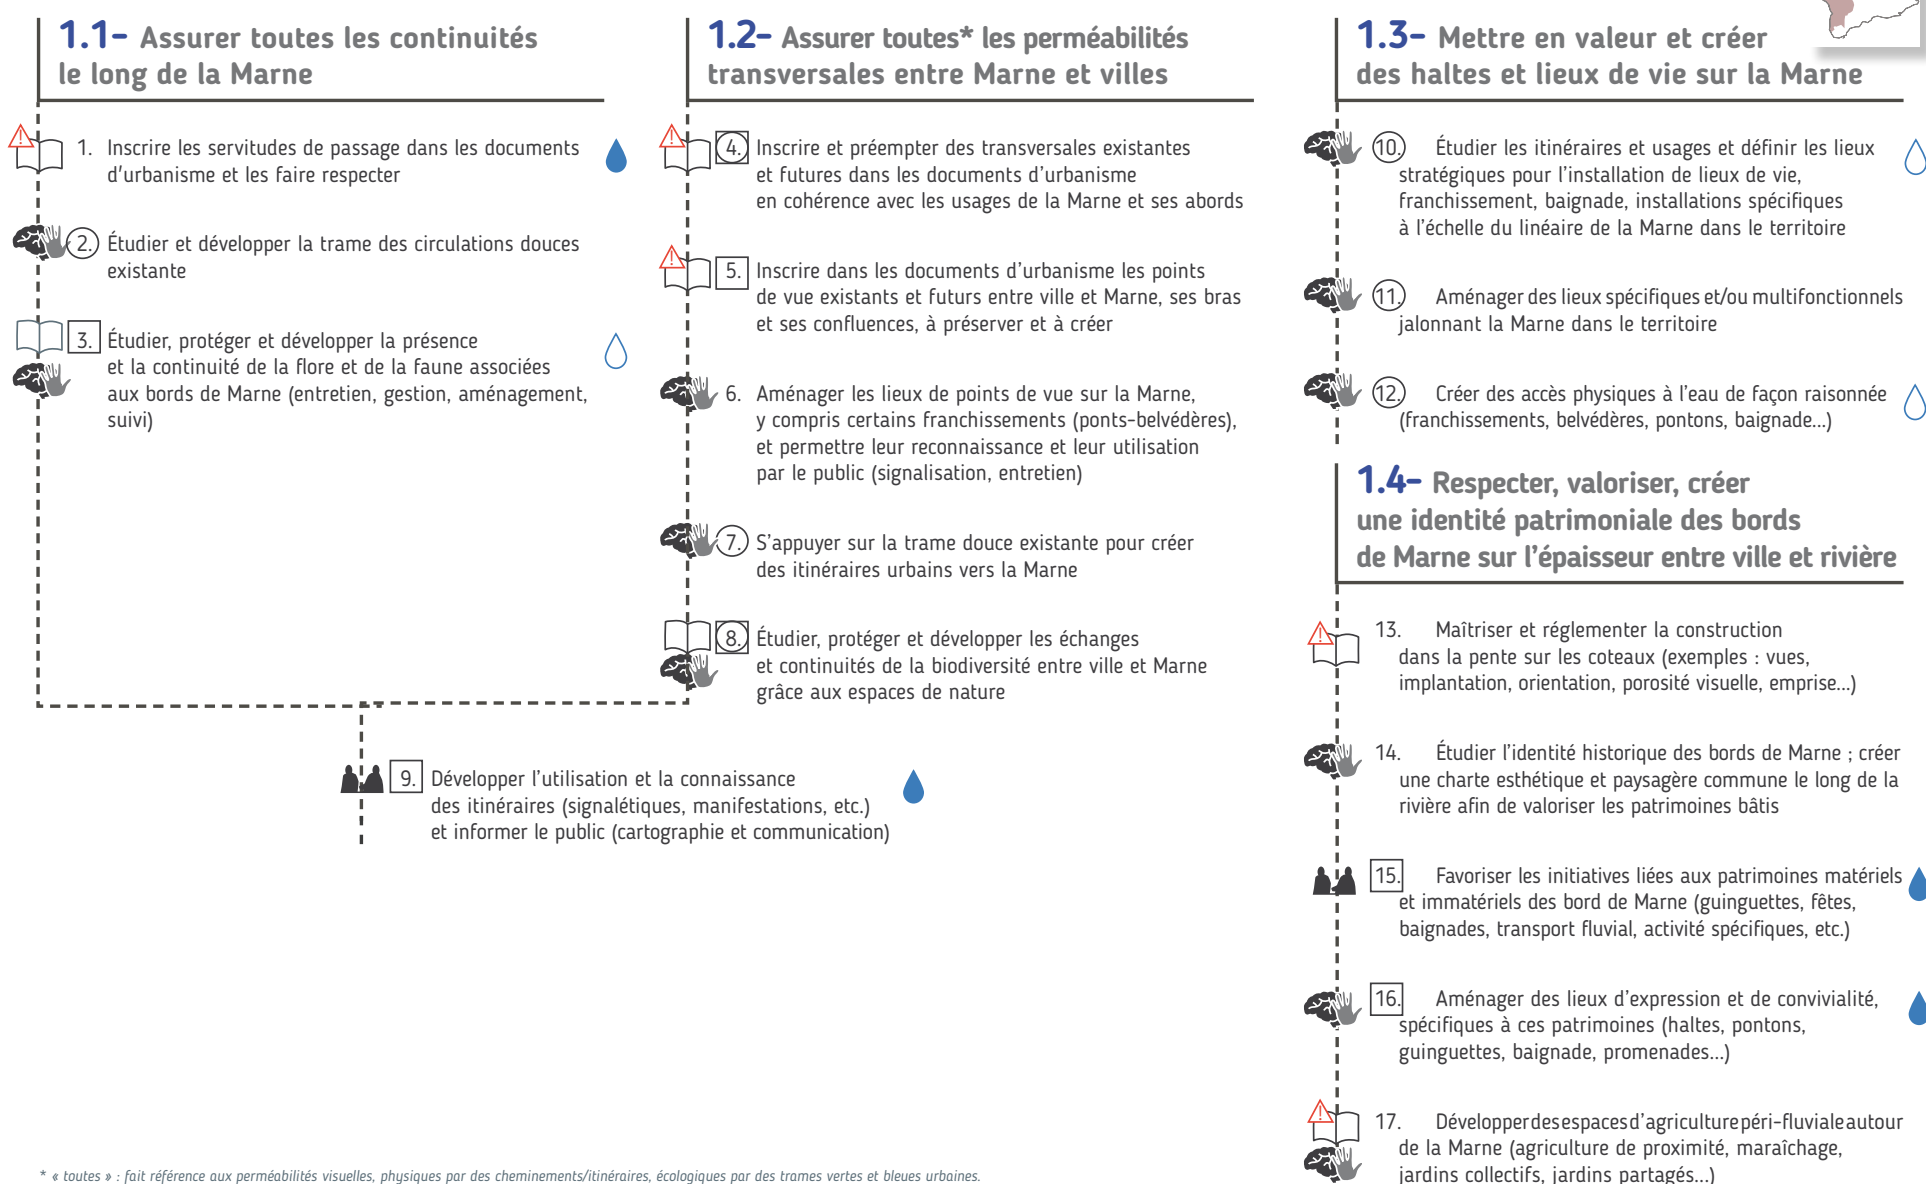 1.1- Assurer toutes les continuités
le long de la Marne
1. Inscrire les servitudes de passage dans les documents
d'urbanisme et les faire respecter
2. Étudier et développer la trame des circulations douces
existante
3. Étudier, protéger et développer la présence
et la continuité de la flore et de la faune associées
aux bords de Marne (entretien, gestion, aménagement,
suivi)
1.2- Assurer toutes* les perméabilités
transversales entre Marne et villes
4. Inscrire et préempter des transversales existantes
et futures dans les documents d’urbanisme
en cohérence avec les usages de la Marne et ses abords
5. Inscrire dans les documents d’urbanisme les points
de vue existants et futurs entre ville et Marne, ses bras
et ses confluences, à préserver et à créer
6. Aménager les lieux de points de vue sur la Marne,
y compris certains franchissements (ponts-belvédères),
et permettre leur reconnaissance et leur utilisation
par le public (signalisation, entretien)
7. S’appuyer sur la trame douce existante pour créer
des itinéraires urbains vers la Marne
8. Étudier, protéger et développer les échanges
et continuités de la biodiversité entre ville et Marne
grâce aux espaces de nature
9. Développer l’utilisation et la connaissance
des itinéraires (signalétiques, manifestations, etc.)
et informer le public (cartographie et communication)
1.3- Mettre en valeur et créer
des haltes et lieux de vie sur la Marne
10. Étudier les itinéraires et usages et définir les lieux
stratégiques pour l’installation de lieux de vie,
franchissement, baignade, installations spécifiques
à l’échelle du linéaire de la Marne dans le territoire
11. Aménager des lieux spécifiques et/ou multifonctionnels
jalonnant la Marne dans le territoire
12. Créer des accès physiques à l’eau de façon raisonnée
(franchissements, belvédères, pontons, baignade...)
1.4- Respecter, valoriser, créer
une identité patrimoniale des bords
de Marne sur l’épaisseur entre ville et rivière
13. Maîtriser et réglementer la construction
dans la pente sur les coteaux (exemples : vues,
implantation, orientation, porosité visuelle, emprise...)
14. Étudier l’identité historique des bords de Marne ; créer
une charte esthétique et paysagère commune le long de la
rivière afin de valoriser les patrimoines bâtis
15. Favoriser les initiatives liées aux patrimoines matériels
et immatériels des bord de Marne (guinguettes, fêtes,
baignades, transport fluvial, activité spécifiques, etc.)
16. Aménager des lieux d’expression et de convivialité,
spécifiques à ces patrimoines (haltes, pontons,
guinguettes, baignade, promenades...)
17. Développer des espaces d’agriculture péri-fluviale autour
de la Marne (agriculture de proximité, maraîchage,
jardins collectifs, jardins partagés...)
* « toutes » : fait référence aux perméabilités visuelles, physiques par des cheminements/itinéraires, écologiques par des trames vertes et bleues urbaines.